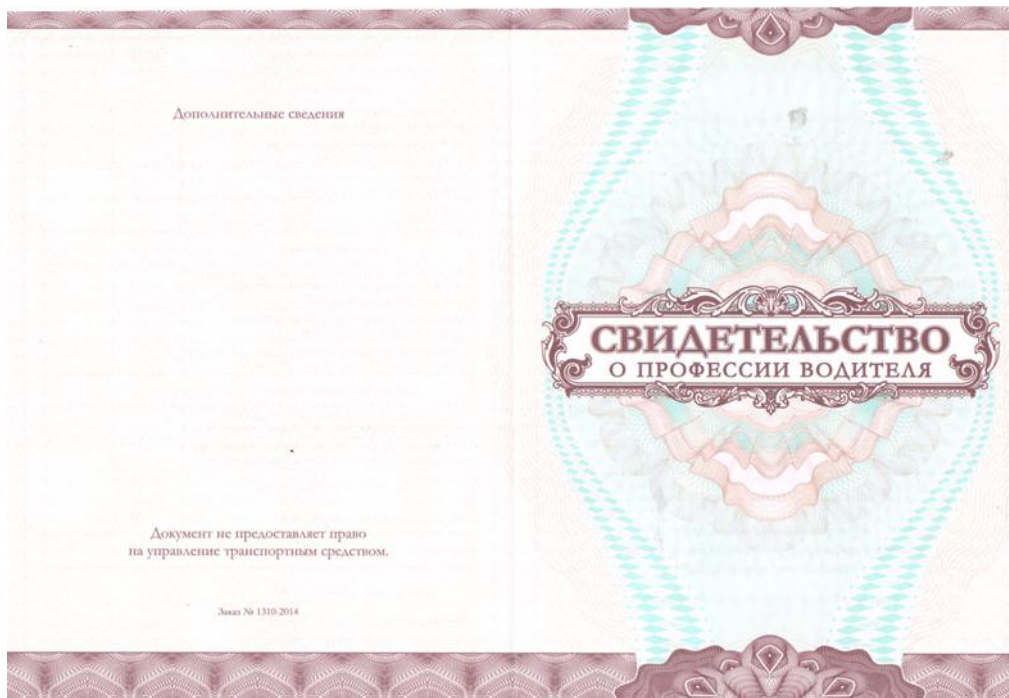 Дополнительные сведения
Документ не предоставляет право
на управление транспортным средством.
Заказ № 1310-2014
СВИДЕТЕЛЬСТВО
О ПРОФЕССИИ ВОДИТЕЛЯ